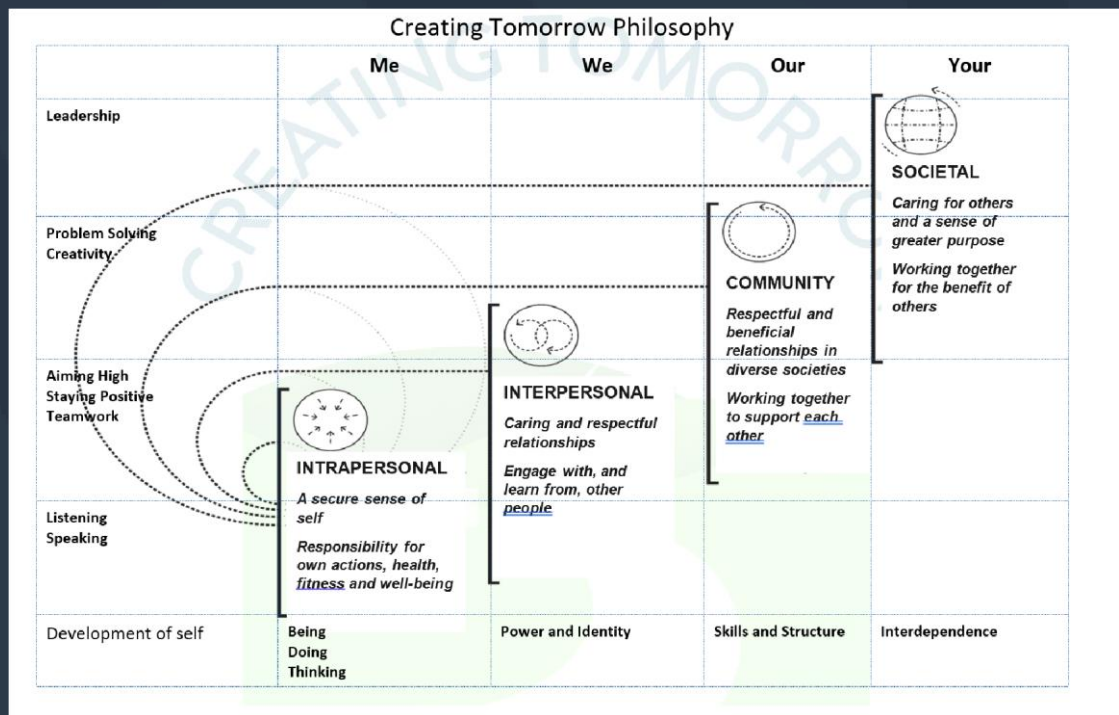 Creating Tomorrow Philosophy
Me
We
Our
Your
Leadership
Problem Solving
Creativity
Aiming High
Staying Positive
Teamwork
Listening
Speaking
INTRAPERSONAL
A secure sense of
self
Responsibility for
own actions, health,
fitness and well-being
INTERPERSONAL
Caring and respectful
relationships
Engage with, and
learn from, other
people
COMMUNITY
Respectful and
beneficial
relationships in
diverse societies
Working together
to support each
other
SOCIETAL
Caring for others
and a sense of
greater purpose
Working together
for the benefit of
others
Development of self
Being
Doing
Thinking
Power and Identity
Skills and Structure
Interdependence
CREATING TOMORRO